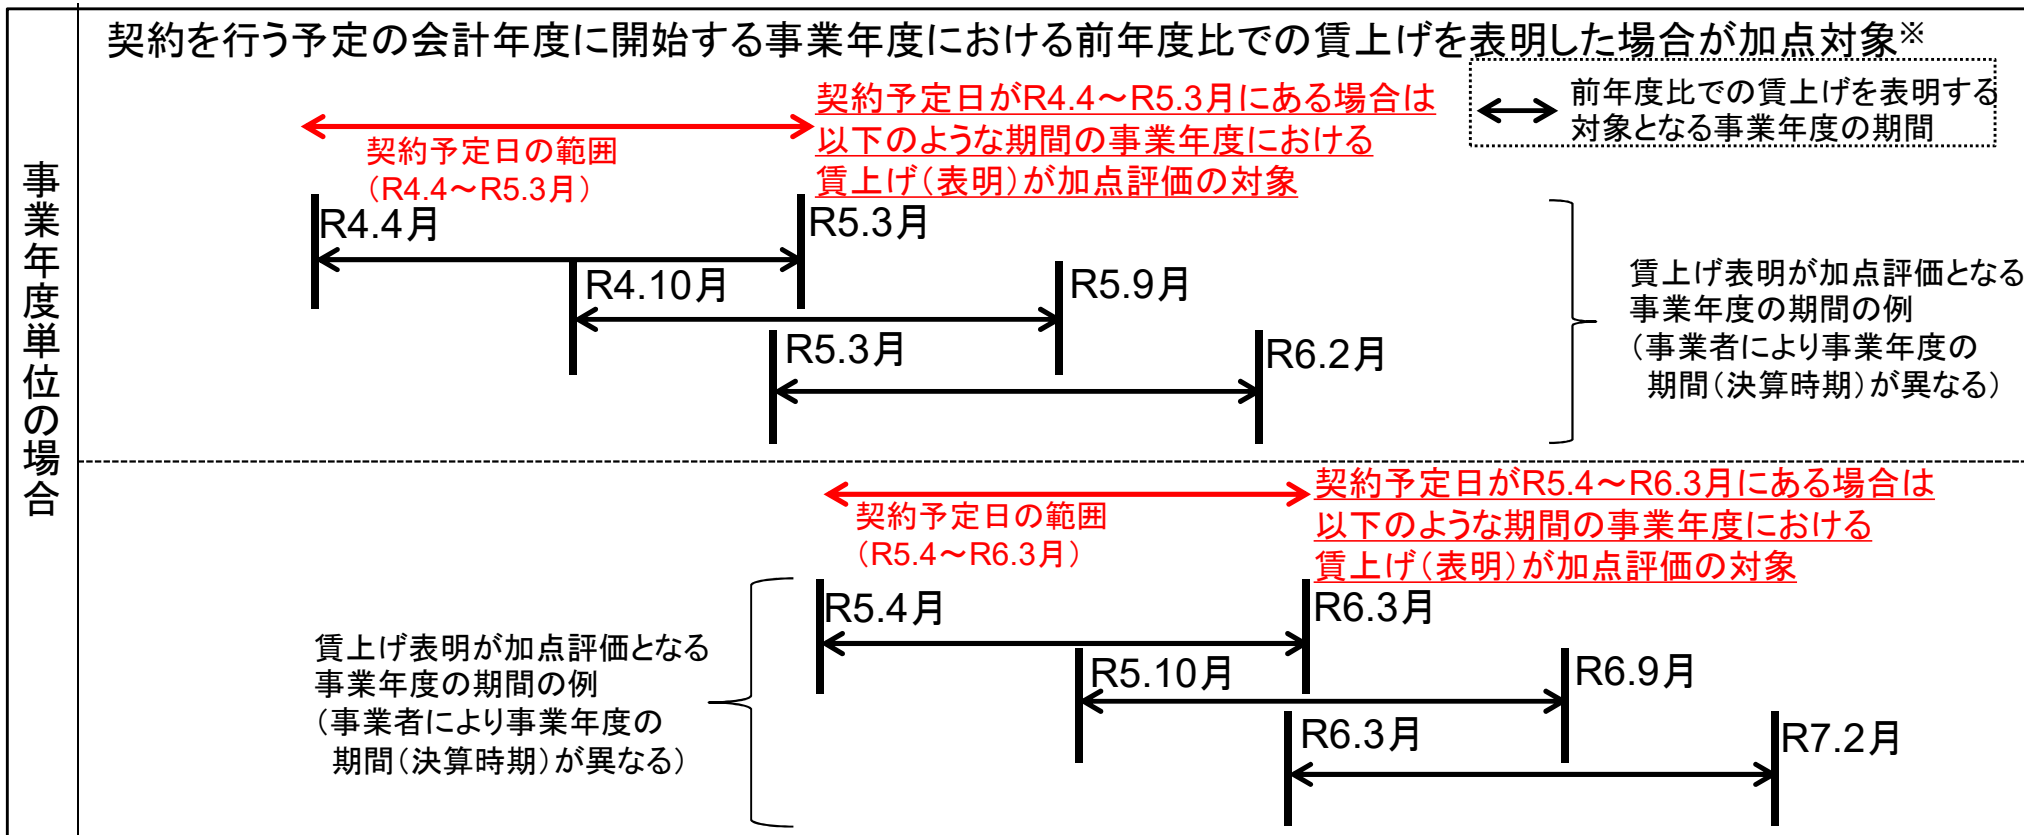 契約を行う予定の会計年度に開始する事業年度における前年度比での賃上げを表明した場合が加点対象※
前年度比での賃上げを表明する
対象となる事業年度の期間
事業年度単位の場合
契約予定日の範囲
（R4.4～R5.3月）
契約予定日がR4.4～R5.3月にある場合は
以下のような期間の事業年度における
賃上げ（表明）が加点評価の対象
R4.4月
R5.3月
R4.10月
R5.9月
R5.3月
R6.2月
賃上げ表明が加点評価となる
事業年度の期間の例
（事業者により事業年度の
期間（決算時期）が異なる）
契約予定日の範囲
（R5.4～R6.3月）
契約予定日がR5.4～R6.3月にある場合は
以下のような期間の事業年度における
賃上げ（表明）が加点評価の対象
賃上げ表明が加点評価となる
事業年度の期間の例
（事業者により事業年度の
期間（決算時期）が異なる）
R5.4月
R6.3月
R5.10月
R6.9月
R6.3月
R7.2月